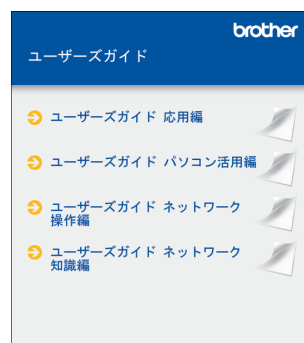 brother
ユーザーズガイド
ユーザーズガイド 応用編
ユーザーズガイド パソコン活用編
ユーザーズガイド ネットワーク
操作編
ユーザーズガイド ネットワーク
知識編